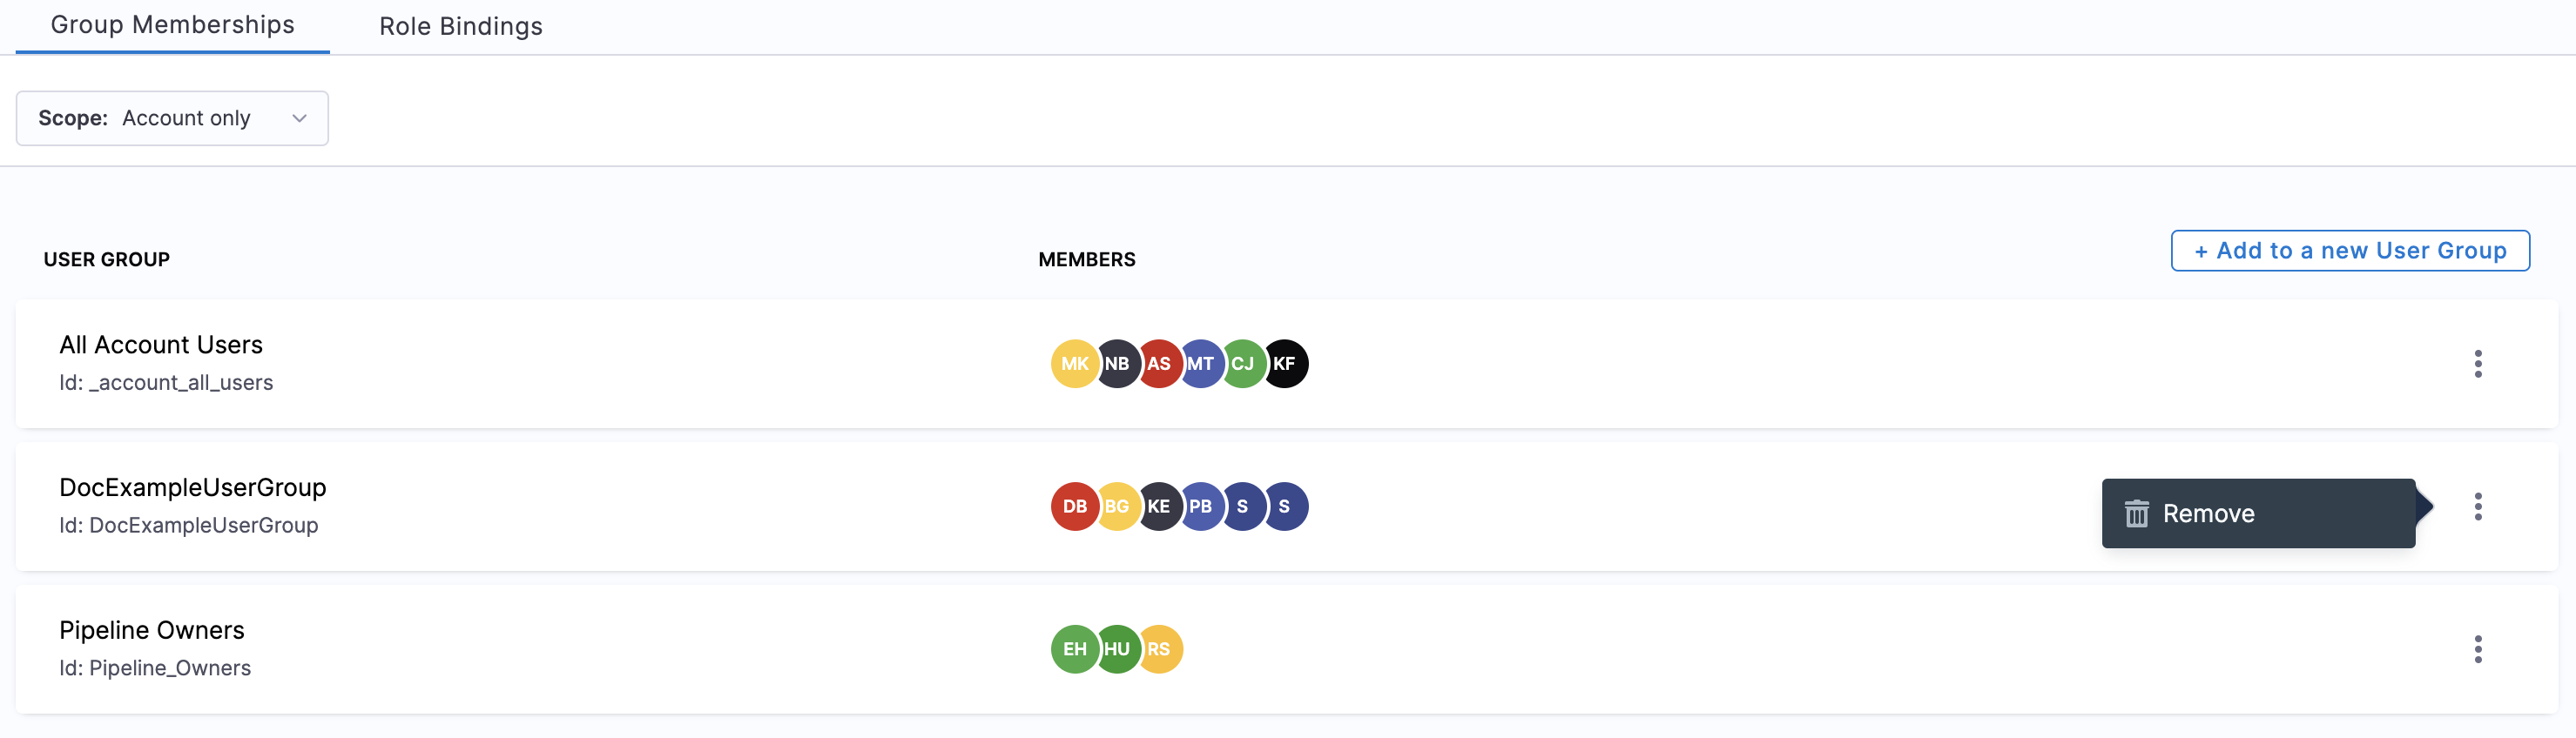 Group Memberships Role Bindings
Scope: Account only
USER GROUP MEMBERS + Add to a new User Group
All Account Users
Id: _account_all_users
MK NB AS MT CJ KF
DocExampleUserGroup
Id: DocExampleUserGroup
DB BG KE PB S S
Remove
Pipeline Owners
Id: Pipeline_Owners
EH HU RS